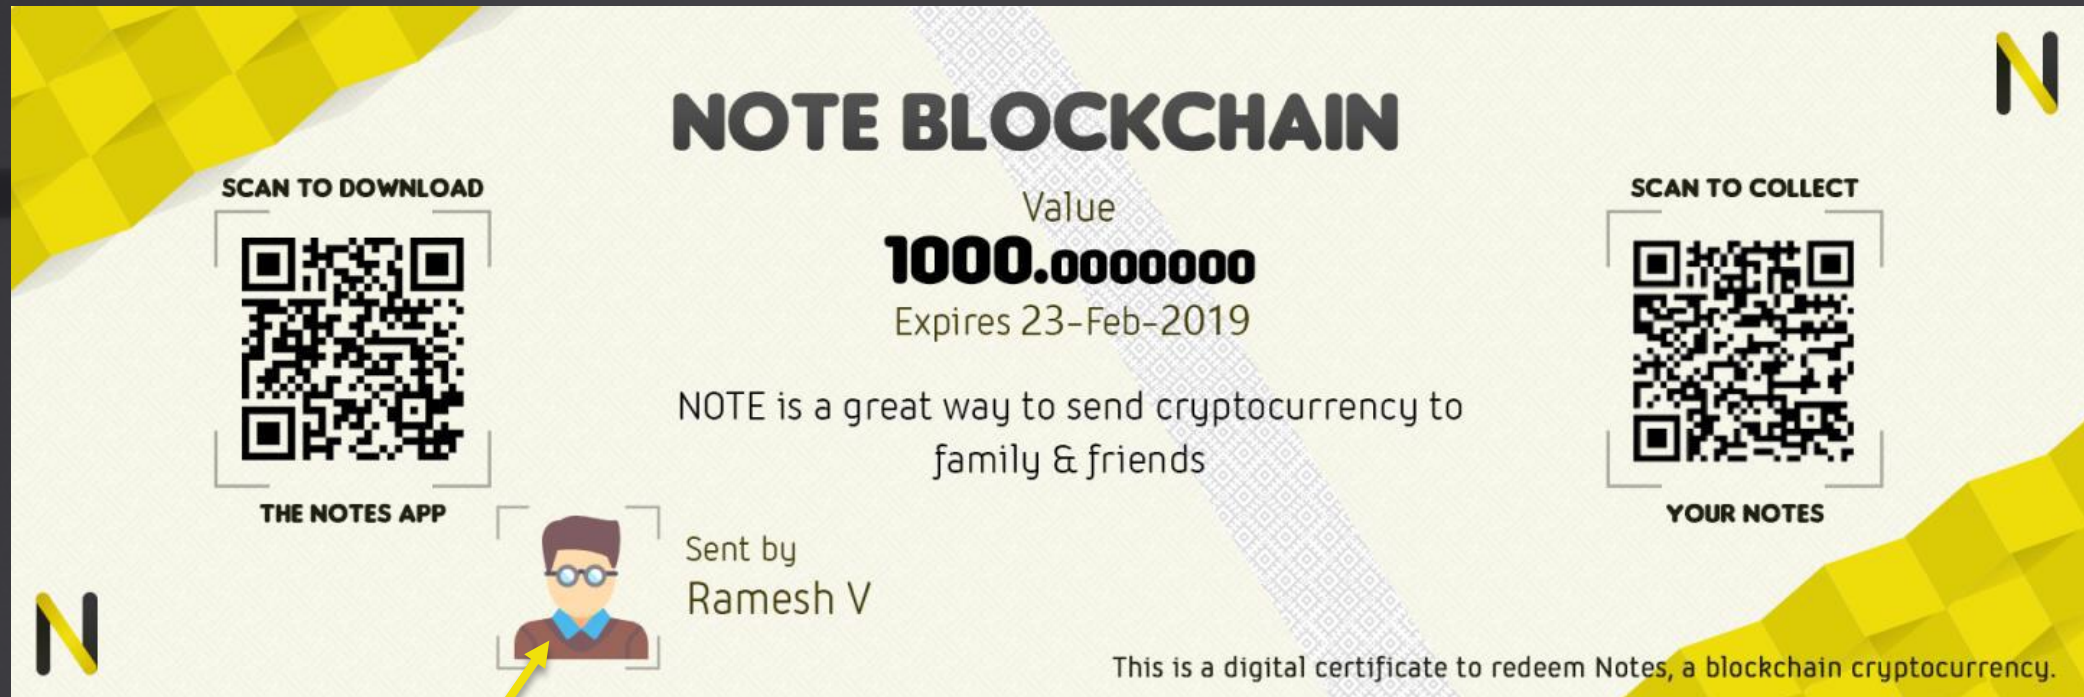 NOTE BLOCKCHAIN
SCAN TO DOWNLOAD
THE NOTES APP
Value
1000.0000000
Expires 23-Feb-2019
NOTE is a great way to send cryptocurrency to
family & friends
SCAN TO COLLECT
YOUR NOTES
Sent by
Ramesh V
This is a digital certificate to redeem Notes, a blockchain cryptocurrency.